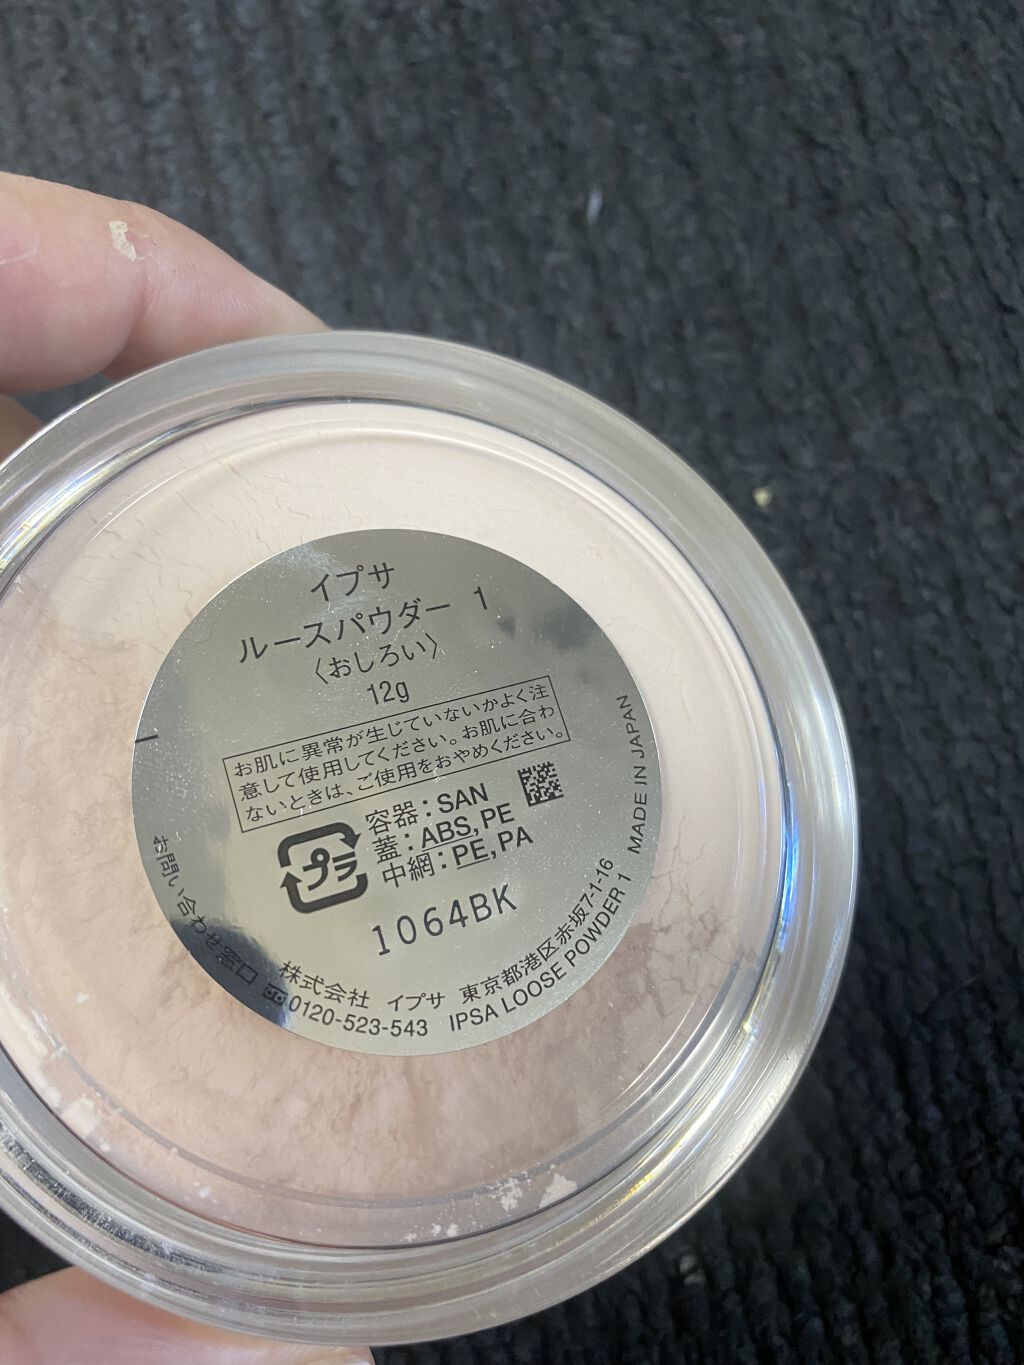 イプサ
ルースパウダー 1
〈おしろい〉
12g
お肌に異常が生じていないかよく注
意して使用してください。お肌に合わ
ないときは、ご使用をおやめください。
プラ
容器:SAN
蓋:ABS, PE
中網:PE, PA
1064BK
お問い合わせ窓口 0120-523-543
株式会社 イプサ 東京都港区赤坂7-1-16
IPSA LOOSE POWDER 1 MADE IN JAPAN